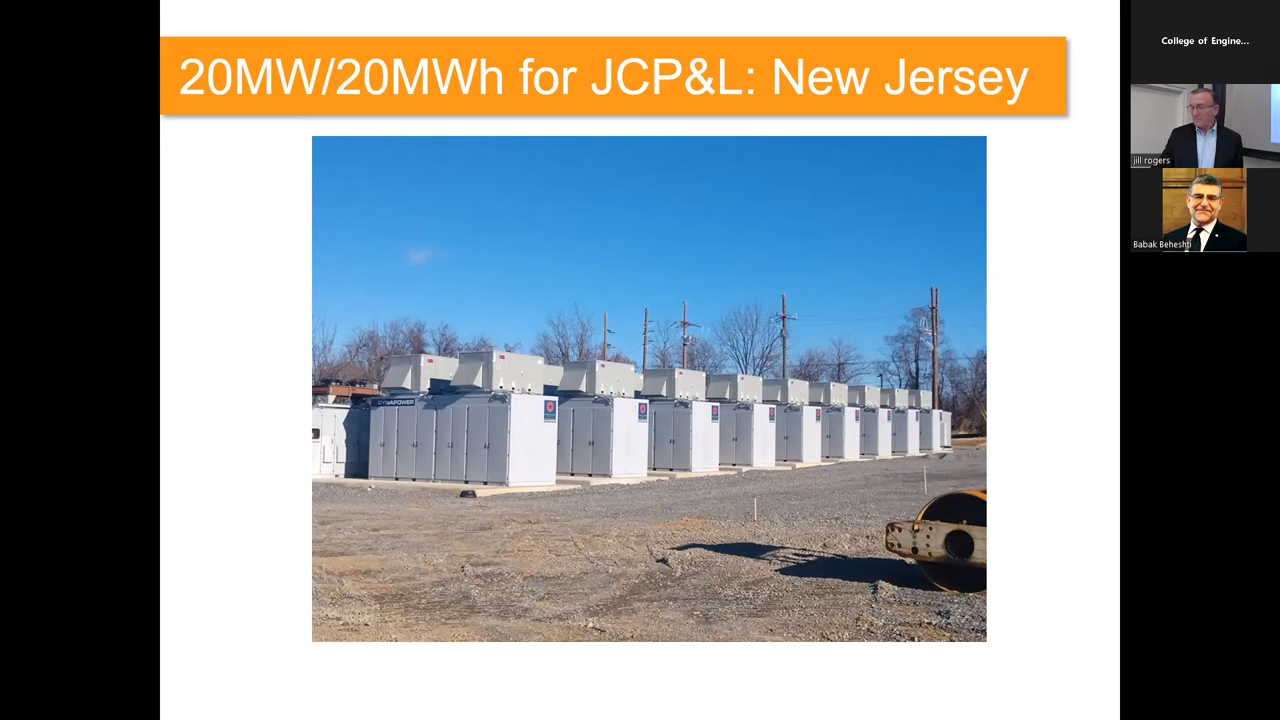 20MW/20MWh for JCP&L: New Jersey
DYNAPOWER
College of Engine...
jill rogers
Babak Beheshti